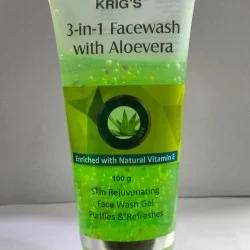 KRIG'S
3-in-1 Facewash
with Aloevera
Enriched with Natural Vitamin E
100 g
Skin Rejuvenating
Face Wash Gel
Purifies & Refreshes